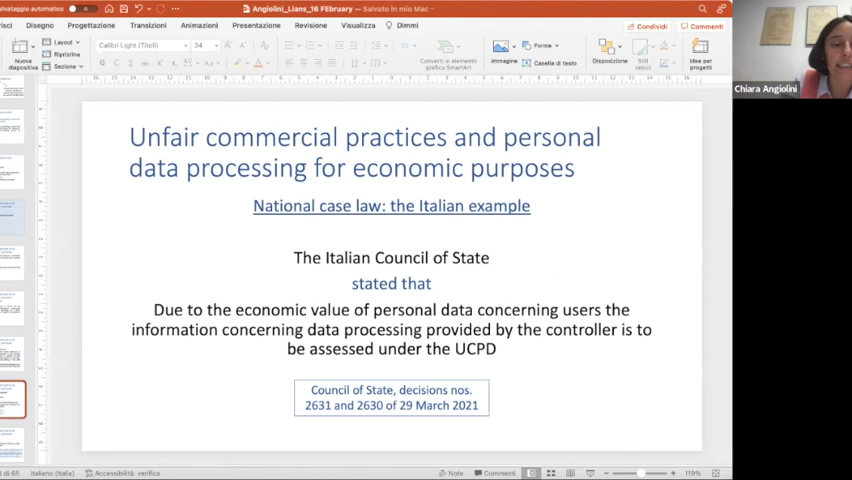 salvataggio automatico
Angiolini_Lians_16 FEbruary — Salvato in mio Mac
risci Disegno Progettazione Transizioni Animazioni Presentazione Revisione Visualizza Dimmi
Condividi Commenti
Nuova diapositiva
Layout
Ripristina
Sezione
Calibri Light (Titoli) 34
G C S
Converti in elemento grafico SmartArt
Immagine
Forme
Casella di testo
Disposizione
Stili veloci
Idee per progetti
Chiara Angiolini
Unfair commercial practices and personal
data processing for economic purposes
National case law: the Italian example
The Italian Council of State
stated that
Due to the economic value of personal data concerning users the
information concerning data processing provided by the controller is to
be assessed under the UCPD
Council of State, decisions nos.
2631 and 2630 of 29 March 2021
di 65 Italiano (Italia) Accessibilità: verifica
Note Commenti 119%